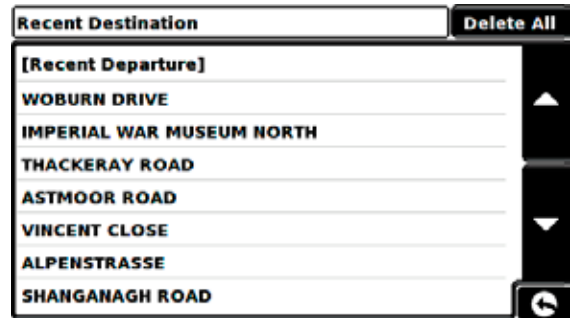 Recent Destination
Delete All
[Recent Departure]
WOBURN DRIVE
IMPERIAL WAR MUSEUM NORTH
THACKERAY ROAD
ASTMOOR ROAD
VINCENT CLOSE
ALPENSTRASSE
SHANGANAGH ROAD